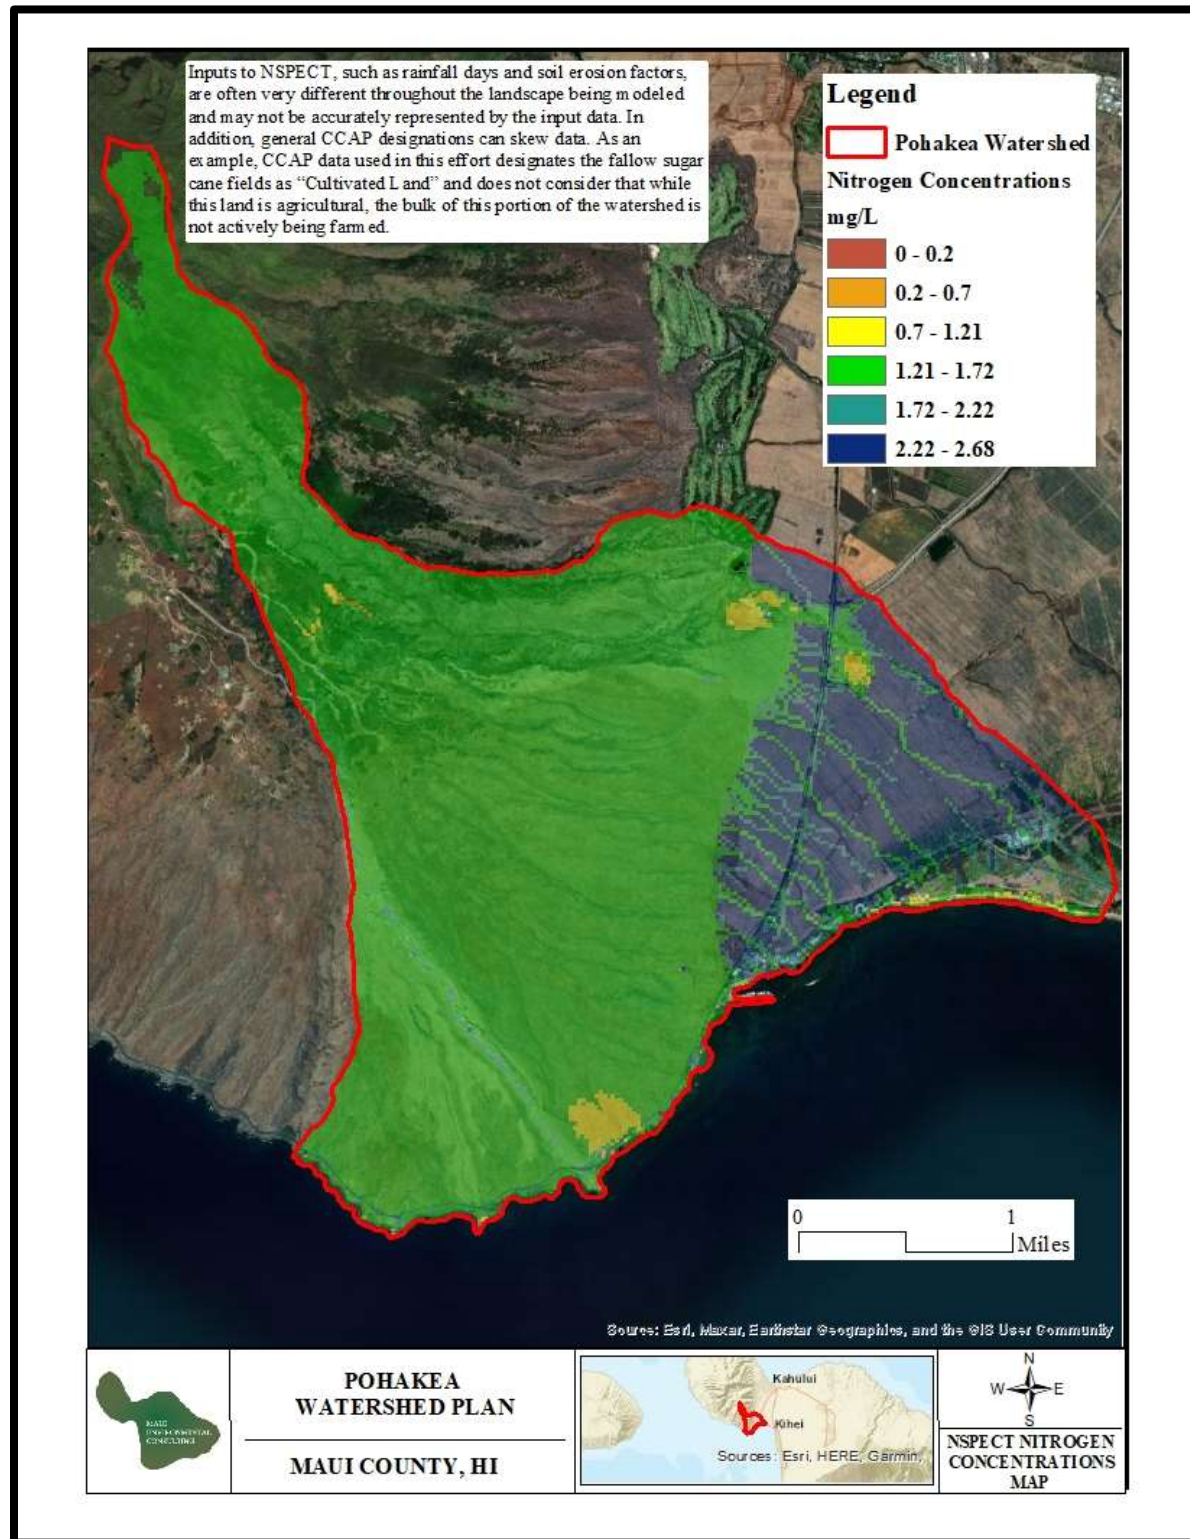 Inputs to NSPECT, such as rainfall days and soil erosion factors,
are often very different throughout the landscape being modeled
and may not be accurately represented by the input data. In
addition, general CCAP designations can skew data. As an
example, CCAP data used in this effort designates the fallow sugar
cane fields as “Cultivated Land” and does not consider that while
this land is agricultural, the bulk of this portion of the watershed is
not actively being farmed.
Legend
Pohakea Watershed
Nitrogen Concentrations
mg/L
0 - 0.2
0.2 - 0.7
0.7 - 1.21
1.21 - 1.72
1.72 - 2.22
2.22 - 2.68
0 1
Miles
Source: Esri, Maxar, Earthstar Geographics, and the GIS User Community
MAUI
ENVIRONMENTAL
CONSULTING
POHAKEA
WATERSHED PLAN
MAUI COUNTY, HI
Kahului
Kihei
Sources: Esri, HERE, Garmin,
N
W E
S
NSPECT NITROGEN
CONCENTRATIONS
MAP